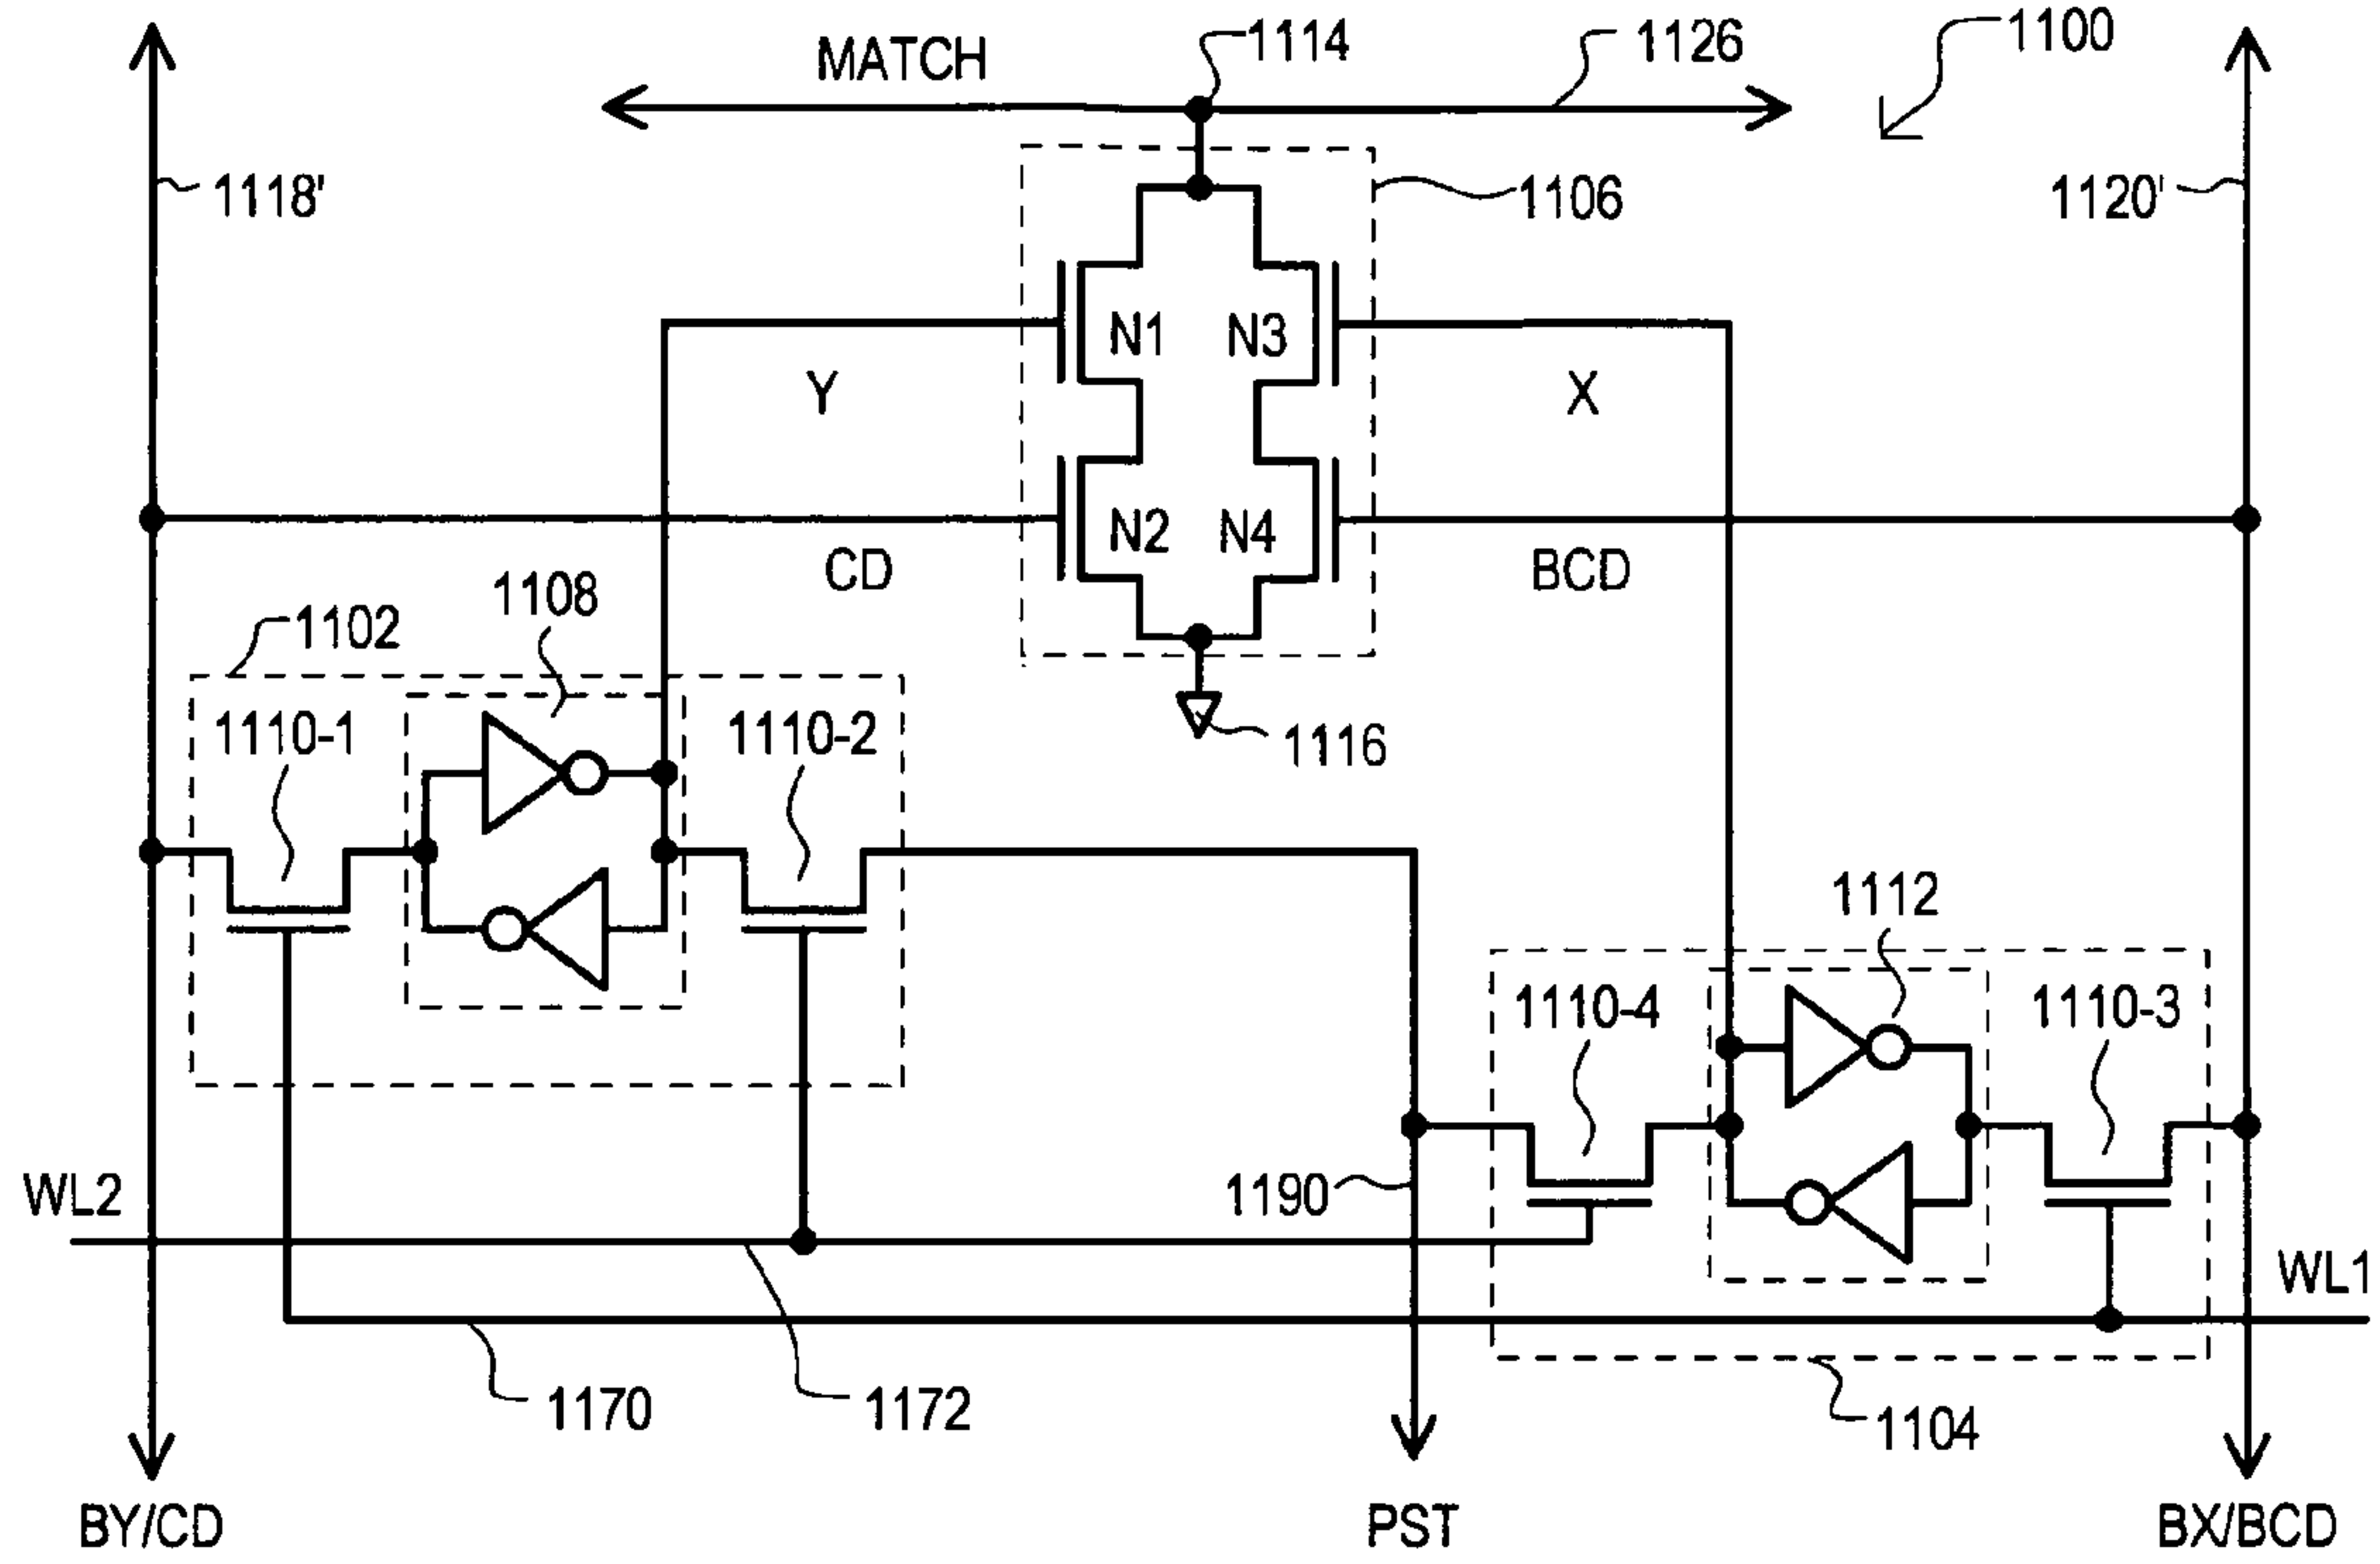 1114
1126
1100
MATCH
1118'
1106
1120'
N1
N3
Y
X
N2
N4
CD
BCD
1108
1102
1110-1
1110-2
1116
1112
1110-4
1110-3
WL2
1190
WL1
1170
1172
1104
BY/CD
PST
BX/BCD